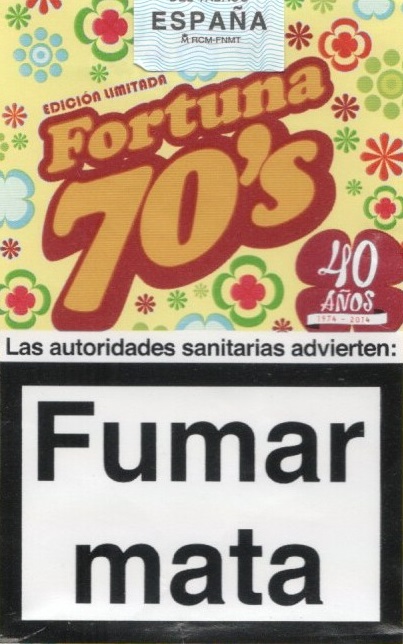 ESPAÑA
RCM-FNMT
EDICIÓN LIMITADA
Fortuna
70's
40
AÑOS
1974 - 2014
Las autoridades sanitarias advierten:
Fumar
mata